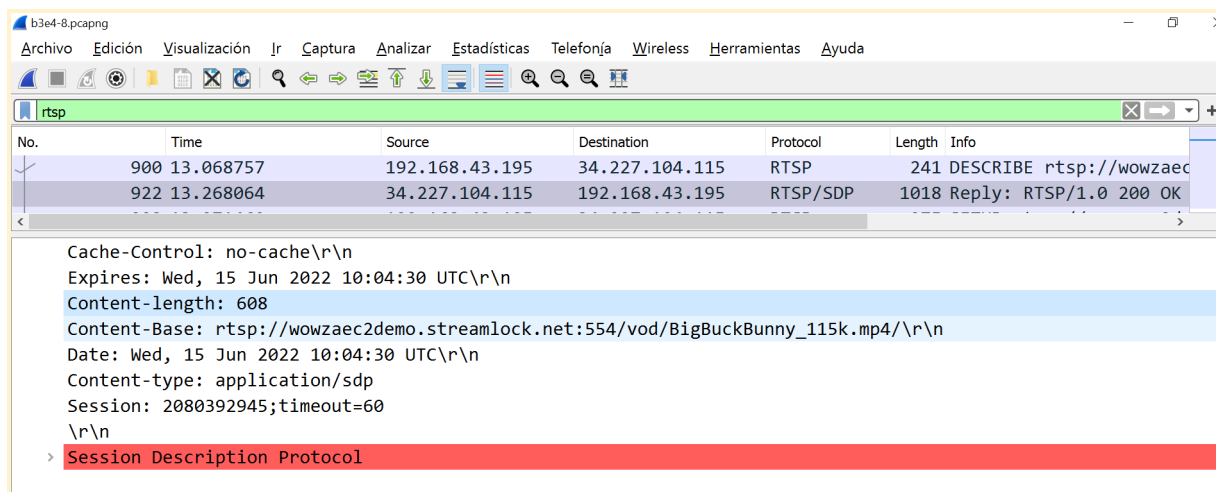 b3e4-8.pcapng
Archivo Edición Visualización Ir Captura Analizar Estadísticas Telefonía Wireless Herramientas Ayuda
rtsp
No. Time Source Destination Protocol Length Info
900 13.068757 192.168.43.195 34.227.104.115 RTSP 241 DESCRIBE rtsp://wowzaec
922 13.268064 34.227.104.115 192.168.43.195 RTSP/SDP 1018 Reply: RTSP/1.0 200 OK
Cache-Control: no-cache\r\n
Expires: Wed, 15 Jun 2022 10:04:30 UTC\r\n
Content-length: 608
Content-Base: rtsp://wowzaec2demo.streamlock.net:554/vod/BigBuckBunny_115k.mp4/\r\n
Date: Wed, 15 Jun 2022 10:04:30 UTC\r\n
Content-type: application/sdp
Session: 2080392945;timeout=60
\r\n
Session Description Protocol